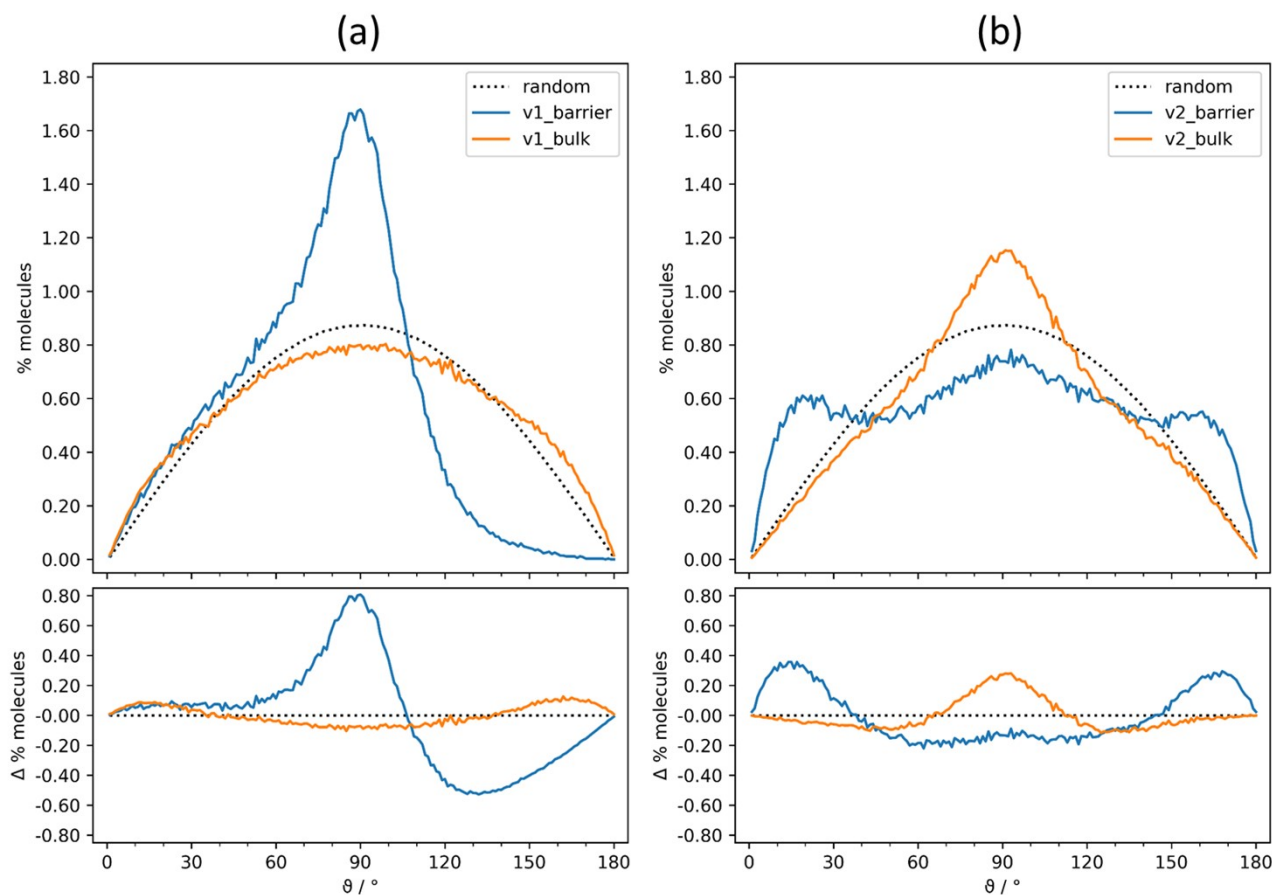 (a)
1.80
1.60
1.40
1.20
1.00
0.80
0.60
0.40
0.20
0.00
% molecules
random
v1_barrier
v1_bulk
0.80
0.60
0.40
0.20
-0.00
-0.20
-0.40
-0.60
-0.80
Δ % molecules
0 30 60 90 120 150 180
ϑ / °
(b)
1.80
1.60
1.40
1.20
1.00
0.80
0.60
0.40
0.20
0.00
% molecules
random
v2_barrier
v2_bulk
0.80
0.60
0.40
0.20
-0.00
-0.20
-0.40
-0.60
-0.80
Δ % molecules
0 30 60 90 120 150 180
ϑ / °